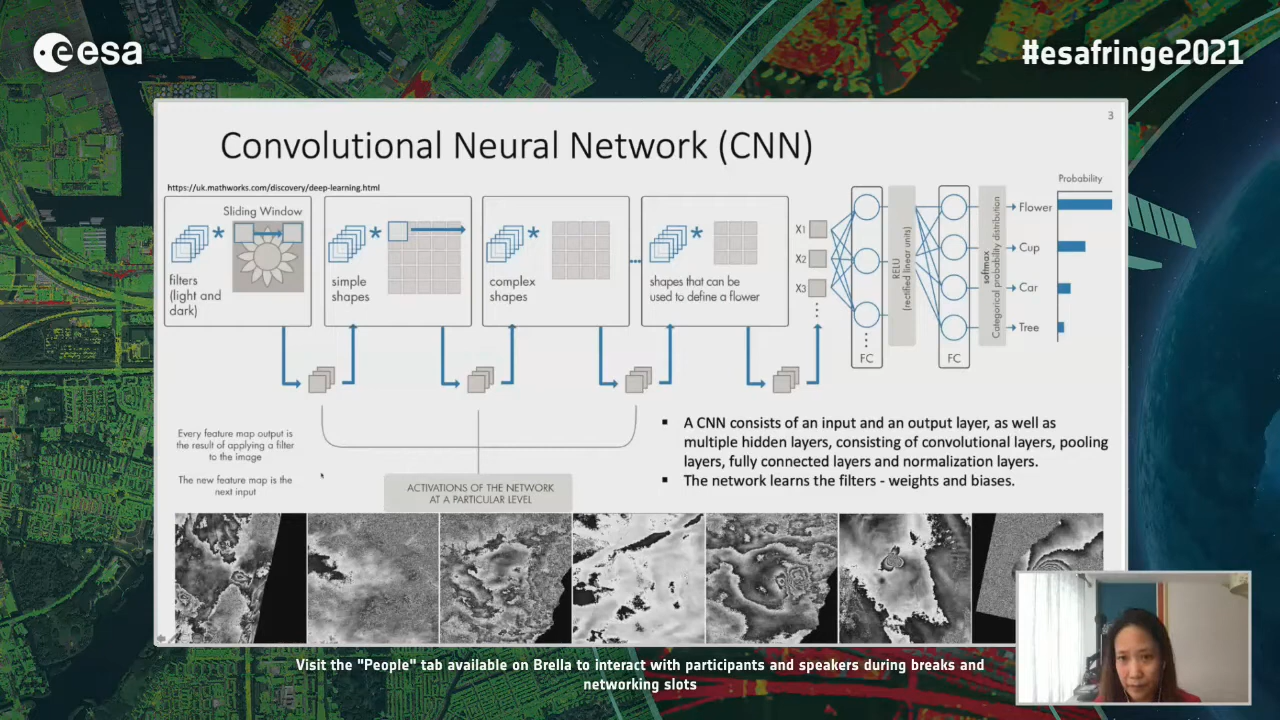 esa
#esafringe2021
3
Convolutional Neural Network (CNN)
https://uk.mathworks.com/discovery/deep-learning.html
Sliding Window
*
filters
(light and
dark)
*
simple
shapes
*
complex
shapes
*
shapes that can be
used to define a flower
X1
X2
X3
FC
RELU
(rectified linear units)
FC
softmax
Categorical probability distribution
Probability
Flower
Cup
Car
Tree
Every feature map output is
the result of applying a filter
to the image
The new feature map is the
next input
ACTIVATIONS OF THE NETWORK
AT A PARTICULAR LEVEL
▪ A CNN consists of an input and an output layer, as well as
multiple hidden layers, consisting of convolutional layers, pooling
layers, fully connected layers and normalization layers.
▪ The network learns the filters - weights and biases.
Visit the "People" tab available on Brella to interact with participants and speakers during breaks and
networking slots